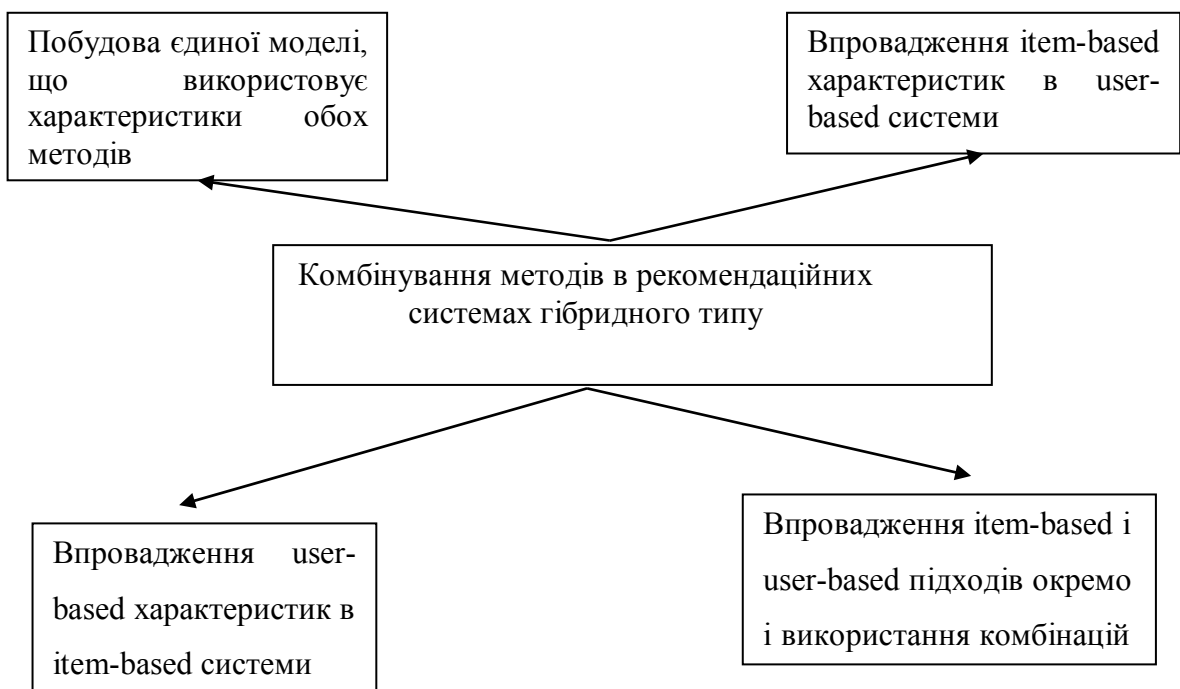 Побудова єдиної моделі,
що використовує
характеристики обох
методів
Впровадження item-based
характеристик в user-
based системи
Комбінування методів в рекомендаційних
системах гібридного типу
Впровадження user-
based характеристик в
item-based системи
Впровадження item-based і
user-based підходів окремо
і використання комбінацій